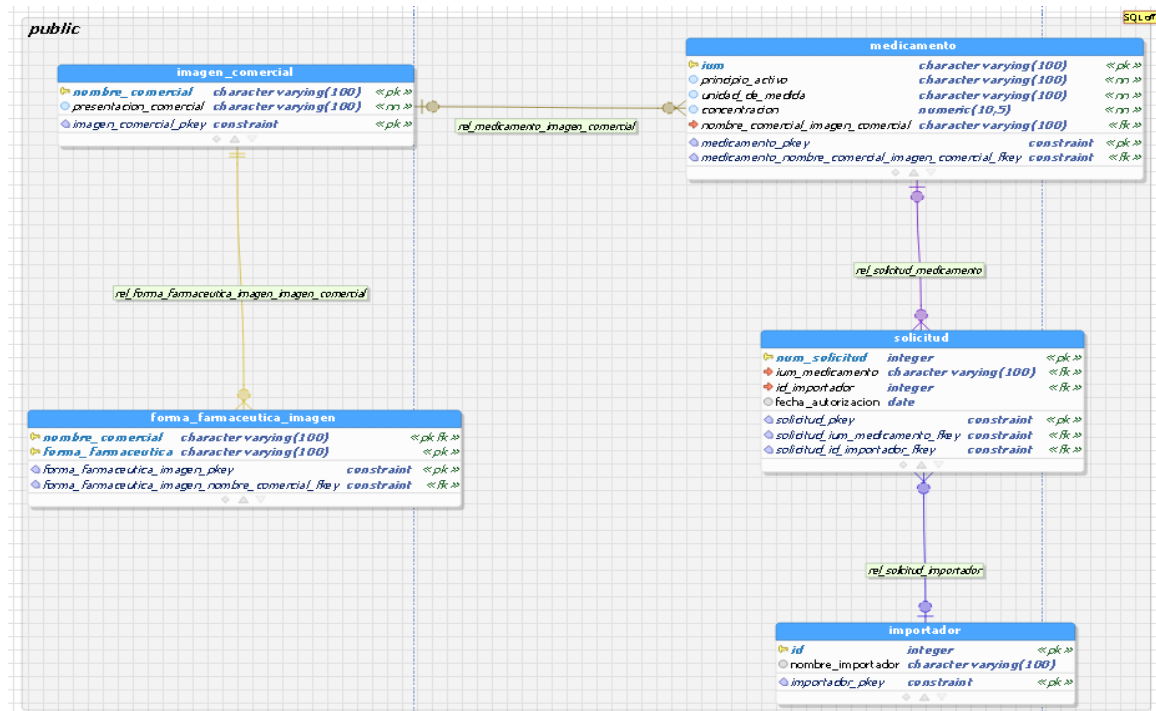 public
SQL off
imagen_comercial
nombre_comercial character varying(100) «pk»
presentacion_comercial character varying(100) «nn»
imagen_comercial_pkey constraint «pk»
rel_medicamento_imagen_comercial
medicamento
ium character varying(100) «pk»
principio_activo character varying(100) «nn»
unidad_de_medida character varying(100) «nn»
concentracion numeric(10,5) «nn»
nombre_comercial_imagen_comercial character varying(100) «fk»
medicamento_pkey constraint «pk»
medicamento_nombre_comercial_imagen_comercial_fkey constraint «fk»
rel_forma_farmaceutica_imagen_imagen_comercial
rel_solicitud_medicamento
solicitud
num_solicitud integer «pk»
ium_medicamento character varying(100) «fk»
id_importador integer «fk»
fecha_autorizacion date
solicitud_pkey constraint «pk»
solicitud_ium_medicamento_fkey constraint «fk»
solicitud_id_importador_fkey constraint «fk»
forma_farmaceutica_imagen
nombre_comercial character varying(100) «pk fk»
forma_farmaceutica character varying(100) «pk»
forma_farmaceutica_imagen_pkey constraint «pk»
forma_farmaceutica_imagen_nombre_comercial_fkey constraint «fk»
rel_solicitud_importador
importador
id integer «pk»
nombre_importador character varying(100)
importador_pkey constraint «pk»